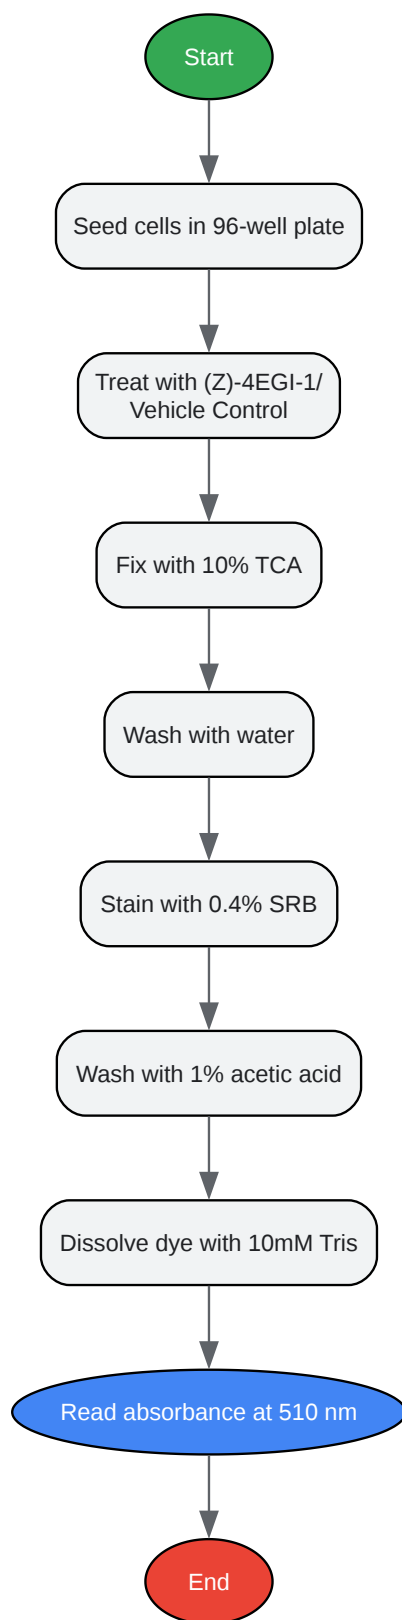 Start
Seed cells in 96-well plate
Treat with (Z)-4EGI-1/
Vehicle Control
Fix with 10% TCA
Wash with water
Stain with 0.4% SRB
Wash with 1% acetic acid
Dissolve dye with 10mM Tris
Read absorbance at 510 nm
End